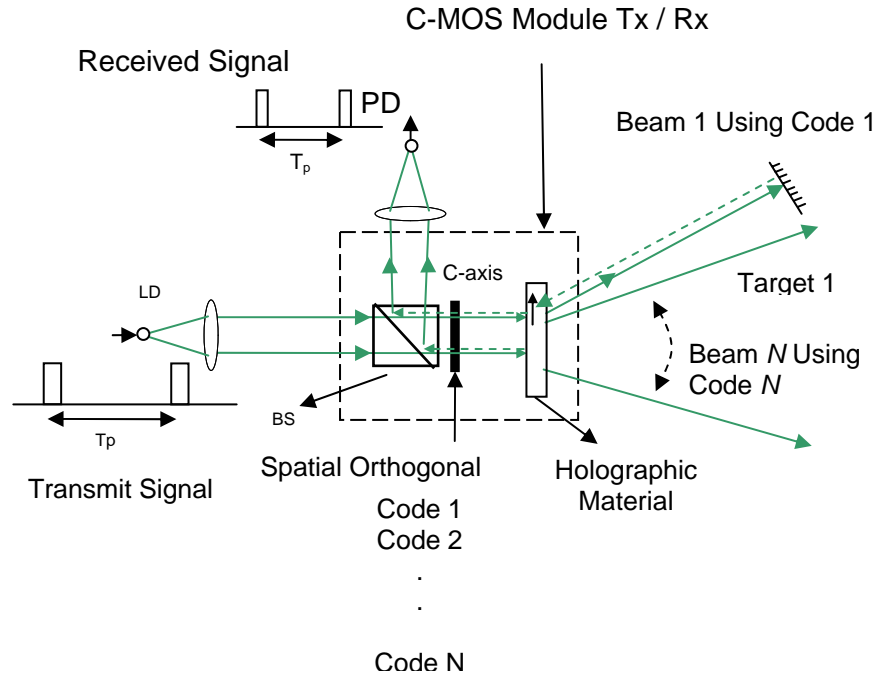 C-MOS Module Tx / Rx
Received Signal
PD
Tp
Beam 1 Using Code 1
C-axis
LD
Target 1
Beam N Using
Code N
Tp
BS
Transmit Signal
Spatial Orthogonal
Code 1
Code 2
.
.
Code N
Holographic
Material